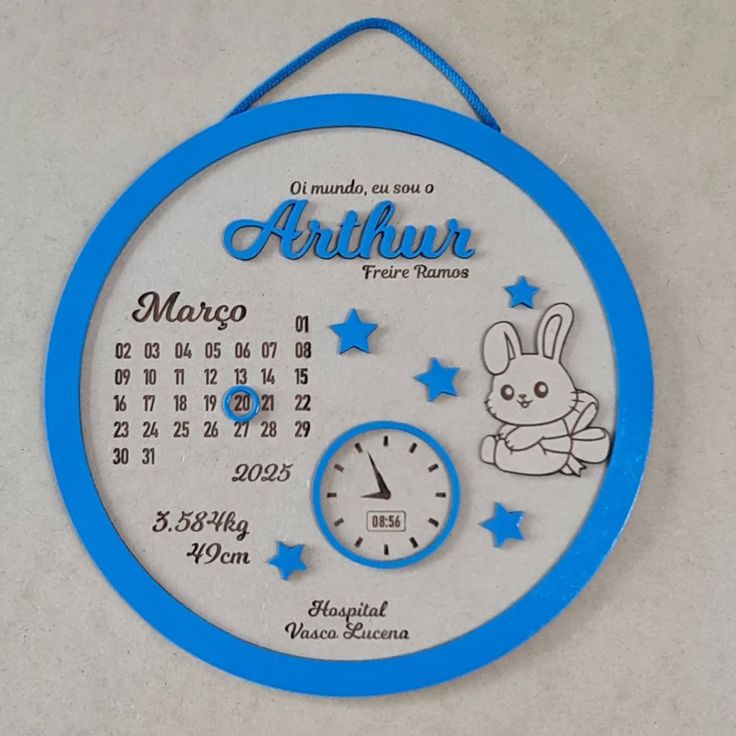 Oi mundo, eu sou o
Arthur
Freire Ramos
Março
01
02 03 04 05 06 07 08
09 10 11 12 13 14 15
16 17 18 19 20 21 22
23 24 25 26 27 28 29
30 31
2025
3.584kg
49cm
08:56
Hospital
Vasco Lucena